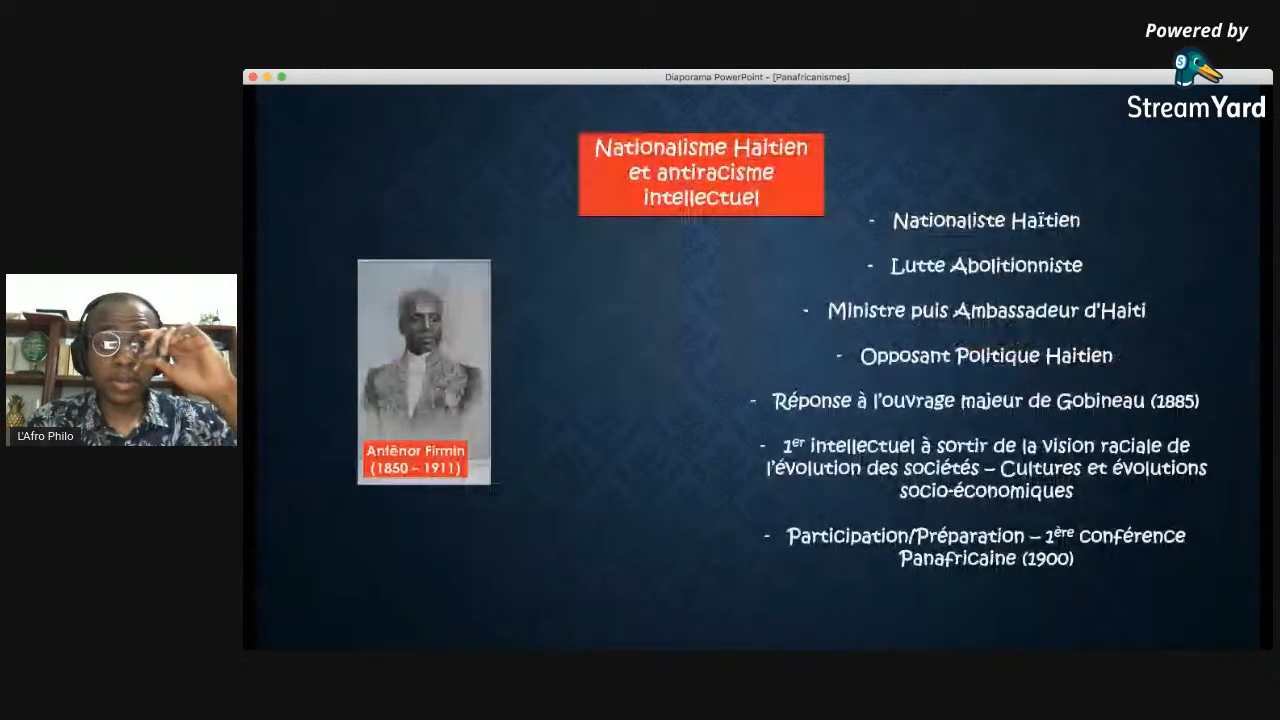 Powered by
StreamYard
Diaporama PowerPoint - [Panafricanismes]
Nationalisme Haitien
et antiracisme
intellectuel
- Nationaliste Haïtien
- Lutte Abolitionniste
- Ministre puis Ambassadeur d'Haiti
- Opposant Politique Haitien
- Réponse à l'ouvrage majeur de Gobineau (1885)
- 1er intellectuel à sortir de la vision raciale de
l'évolution des sociétés – Cultures et évolutions
socio-économiques
- Participation/Préparation – 1ère conférence
Panafricaine (1900)
Anténor Firmin
(1850 – 1911)
L'Afro Philo